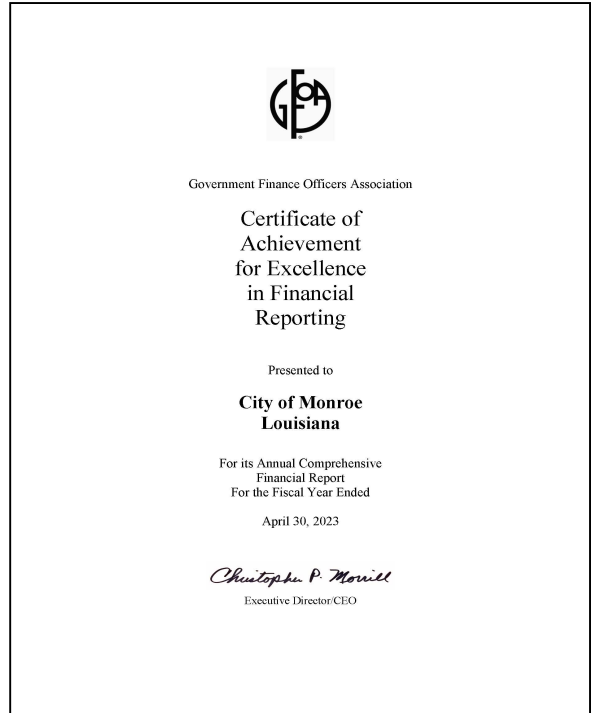 GFOA
Government Finance Officers Association
Certificate of
Achievement
for Excellence
in Financial
Reporting
Presented to
City of Monroe
Louisiana
For its Annual Comprehensive
Financial Report
For the Fiscal Year Ended
April 30, 2023
Christopher P. Morrill
Executive Director/CEO